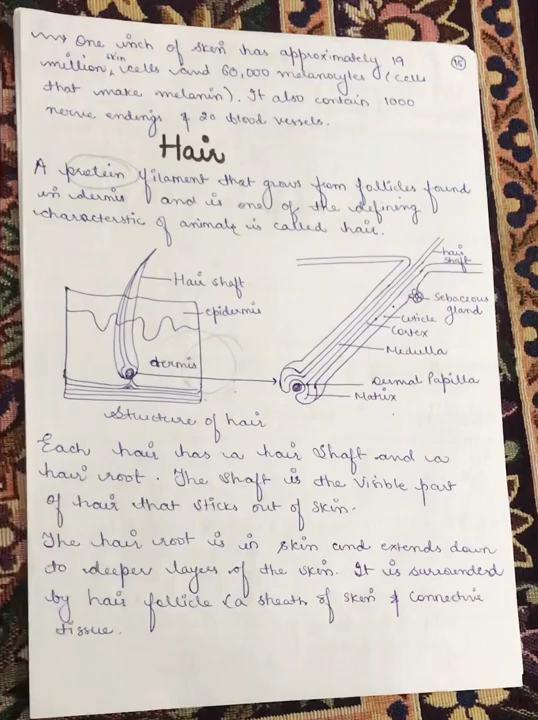 One inch of skin has approximately 19
million skin cells and 60,000 melanocytes (cells
that make melanin). It also contain 1000
nerve endings & 20 blood vessels.
15
Hair
A protein filament that grows from follicles found
in dermis and is one of the defining
characterstic of animals is called hair.
Hair shaft
epidermis
dermis
hair
shaft
Sebaceous
gland
cuticle
Cortex
Medulla
Dermal Papilla
Matrix
Structure of hair
Each hair has a hair shaft and a
hair root. The shaft is the visible part
of hair that sticks out of skin.
The hair root is in skin and extends down
to deeper layers of the skin. It is surrounded
by hair follicle (a sheath of skin & connective
tissue.